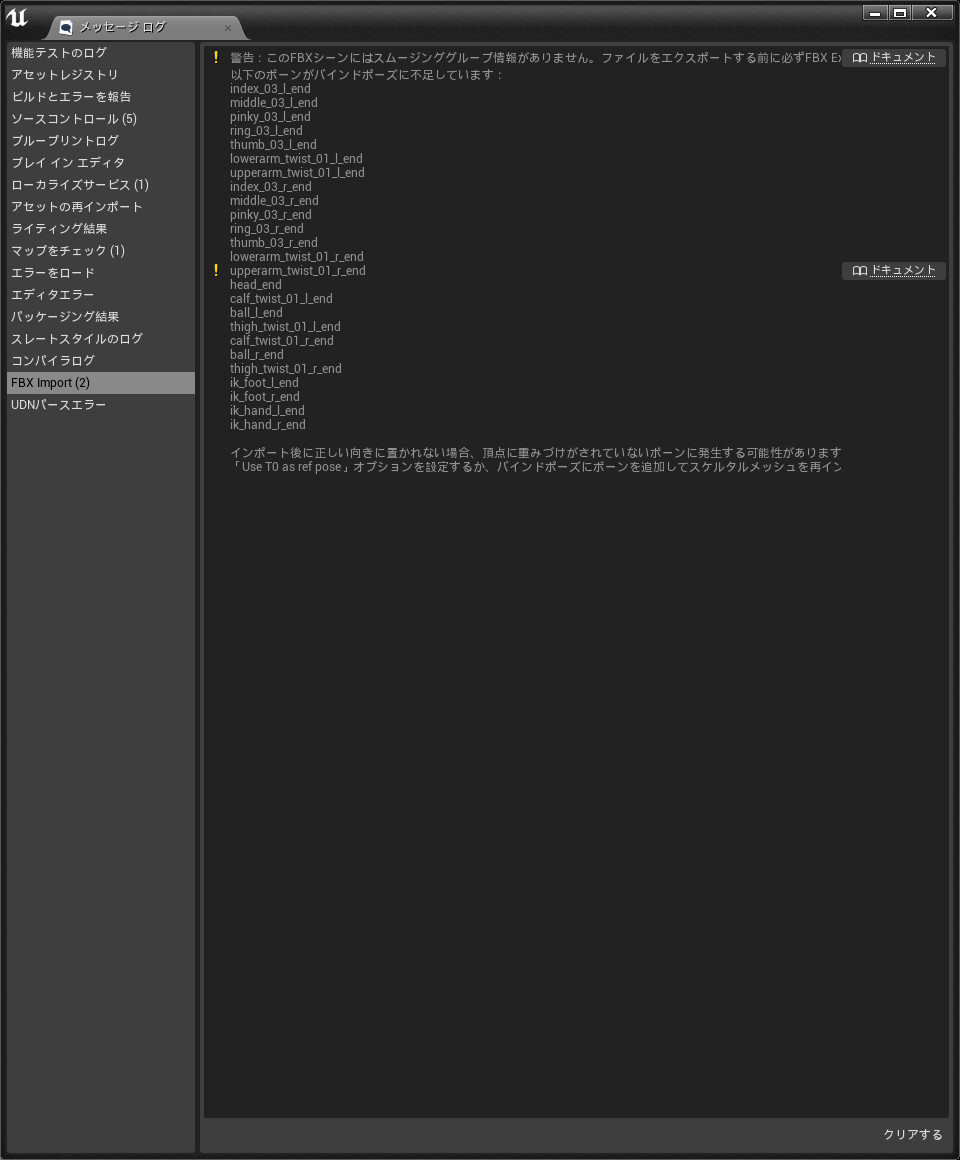 メッセージ ログ
機能テストのログ
アセットレジストリ
ビルドとエラーを報告
ソースコントロール (5)
ブループリントログ
プレイ イン エディタ
ローカライズサービス (1)
アセットの再インポート
ライティング結果
マップをチェック (1)
エラーをロード
エディタエラー
パッケージング結果
スレートスタイルのログ
コンパイラログ
FBX Import (2)
UDNパースエラー
警告：このFBXシーンにはスムージンググループ情報がありません。ファイルをエクスポートする前に必ずFBX Ex
ドキュメント
以下のボーンがバインドポーズに不足しています：
index_03_l_end
middle_03_l_end
pinky_03_l_end
ring_03_l_end
thumb_03_l_end
lowerarm_twist_01_l_end
upperarm_twist_01_l_end
index_03_r_end
middle_03_r_end
pinky_03_r_end
ring_03_r_end
thumb_03_r_end
lowerarm_twist_01_r_end
upperarm_twist_01_r_end
ドキュメント
head_end
calf_twist_01_l_end
ball_l_end
thigh_twist_01_l_end
calf_twist_01_r_end
ball_r_end
thigh_twist_01_r_end
ik_foot_l_end
ik_foot_r_end
ik_hand_l_end
ik_hand_r_end
インポート後に正しい向きに置かれない場合、頂点に重みづけがされていないボーンに発生する可能性があります
「Use T0 as ref pose」オプションを設定するか、バインドポーズにボーンを追加してスケルタルメッシュを再イン
クリアする